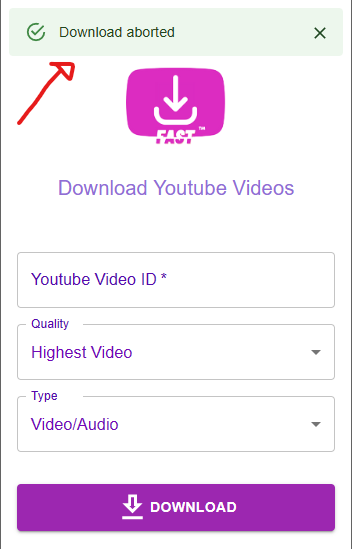 Download aborted
FAST™
Download Youtube Videos
Youtube Video ID *
Quality
Highest Video
Type
Video/Audio
DOWNLOAD